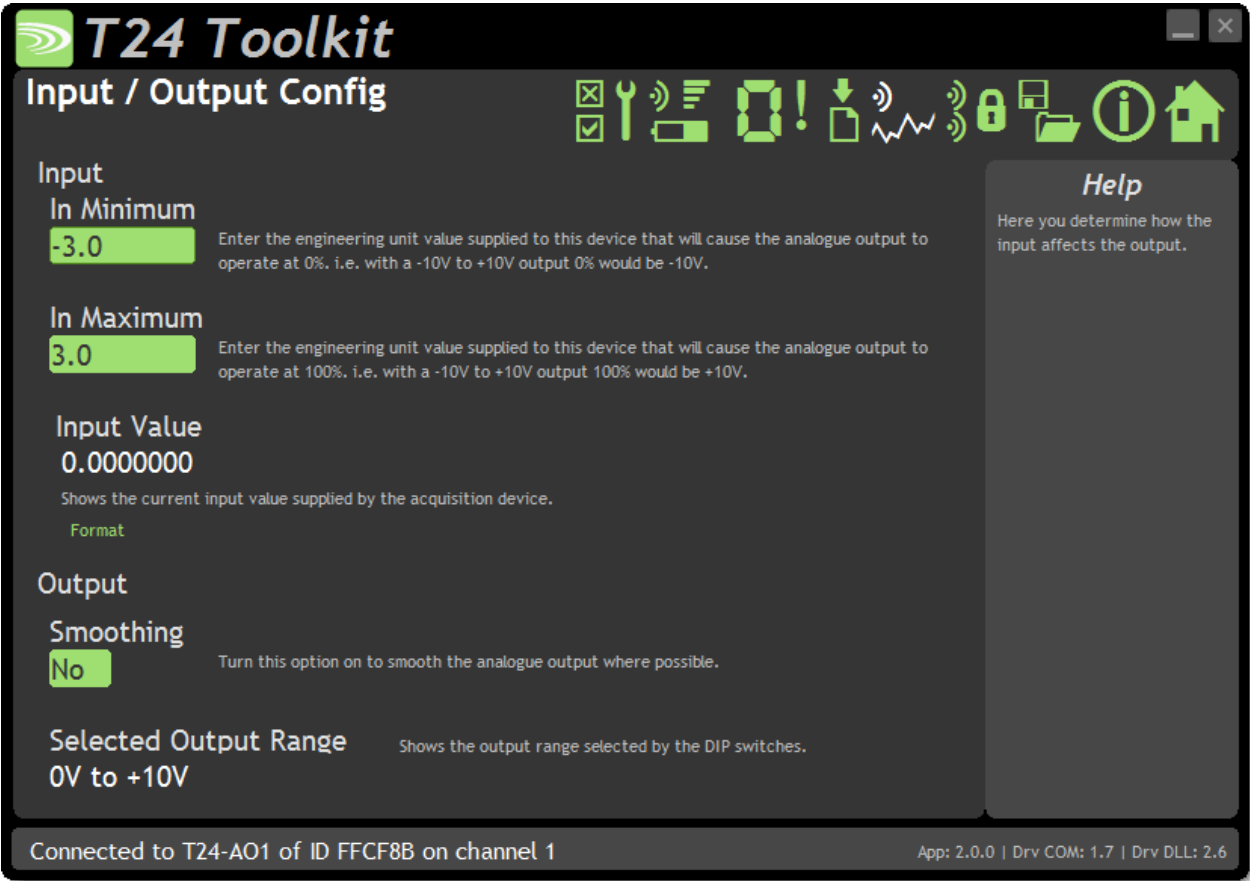 T24 Toolkit
Input / Output Config
Input
In Minimum
-3.0
Enter the engineering unit value supplied to this device that will cause the analogue output to
operate at 0%. i.e. with a -10V to +10V output 0% would be -10V.
In Maximum
3.0
Enter the engineering unit value supplied to this device that will cause the analogue output to
operate at 100%. i.e. with a -10V to +10V output 100% would be +10V.
Input Value
0.0000000
Shows the current input value supplied by the acquisition device.
Format
Output
Smoothing
No
Turn this option on to smooth the analogue output where possible.
Selected Output Range
Shows the output range selected by the DIP switches.
0V to +10V
Help
Here you determine how the
input affects the output.
Connected to T24-AO1 of ID FFCF8B on channel 1
App: 2.0.0 | Drv COM: 1.7 | Drv DLL: 2.6